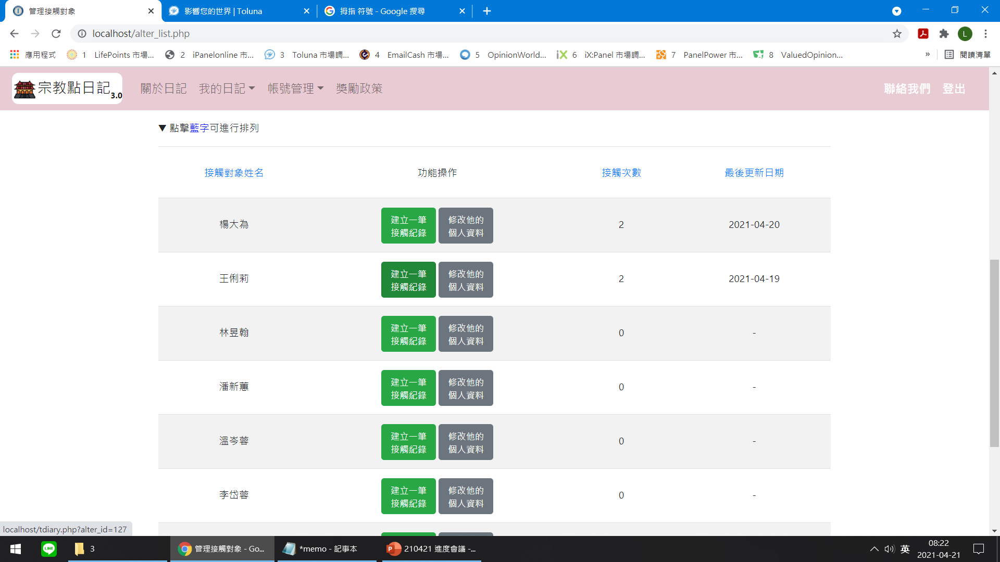 管理接觸對象
影響您的世界 | Toluna
拇指 符號 - Google 搜尋
localhost/alter_list.php
L
應用程式
1 LifePoints 市場...
2 iPanelonline 市...
3 Toluna 市場調...
4 EmailCash 市場...
5 OpinionWorld...
6 iX:Panel 市場調...
7 PanelPower 市...
8 ValuedOpinion...
»
閱讀清單
宗教點日記3.0
關於日記
我的日記
帳號管理
獎勵政策
聯絡我們
登出
▼ 點擊藍字可進行排列
接觸對象姓名 功能操作 接觸次數 最後更新日期
楊大為
建立一筆
接觸紀錄
修改他的
個人資料
2
2021-04-20
王俐莉
建立一筆
接觸紀錄
修改他的
個人資料
2
2021-04-19
林昱翰
建立一筆
接觸紀錄
修改他的
個人資料
0
-
潘新蕙
建立一筆
接觸紀錄
修改他的
個人資料
0
-
溫岑蓉
建立一筆
接觸紀錄
修改他的
個人資料
0
-
李岱蓉
建立一筆
接觸紀錄
修改他的
個人資料
0
-
localhost/tdiary.php?alter_id=127
LINE
3
管理接觸對象 - Go...
*memo - 記事本
210421 進度會議 -...
英
08:22
2021-04-21